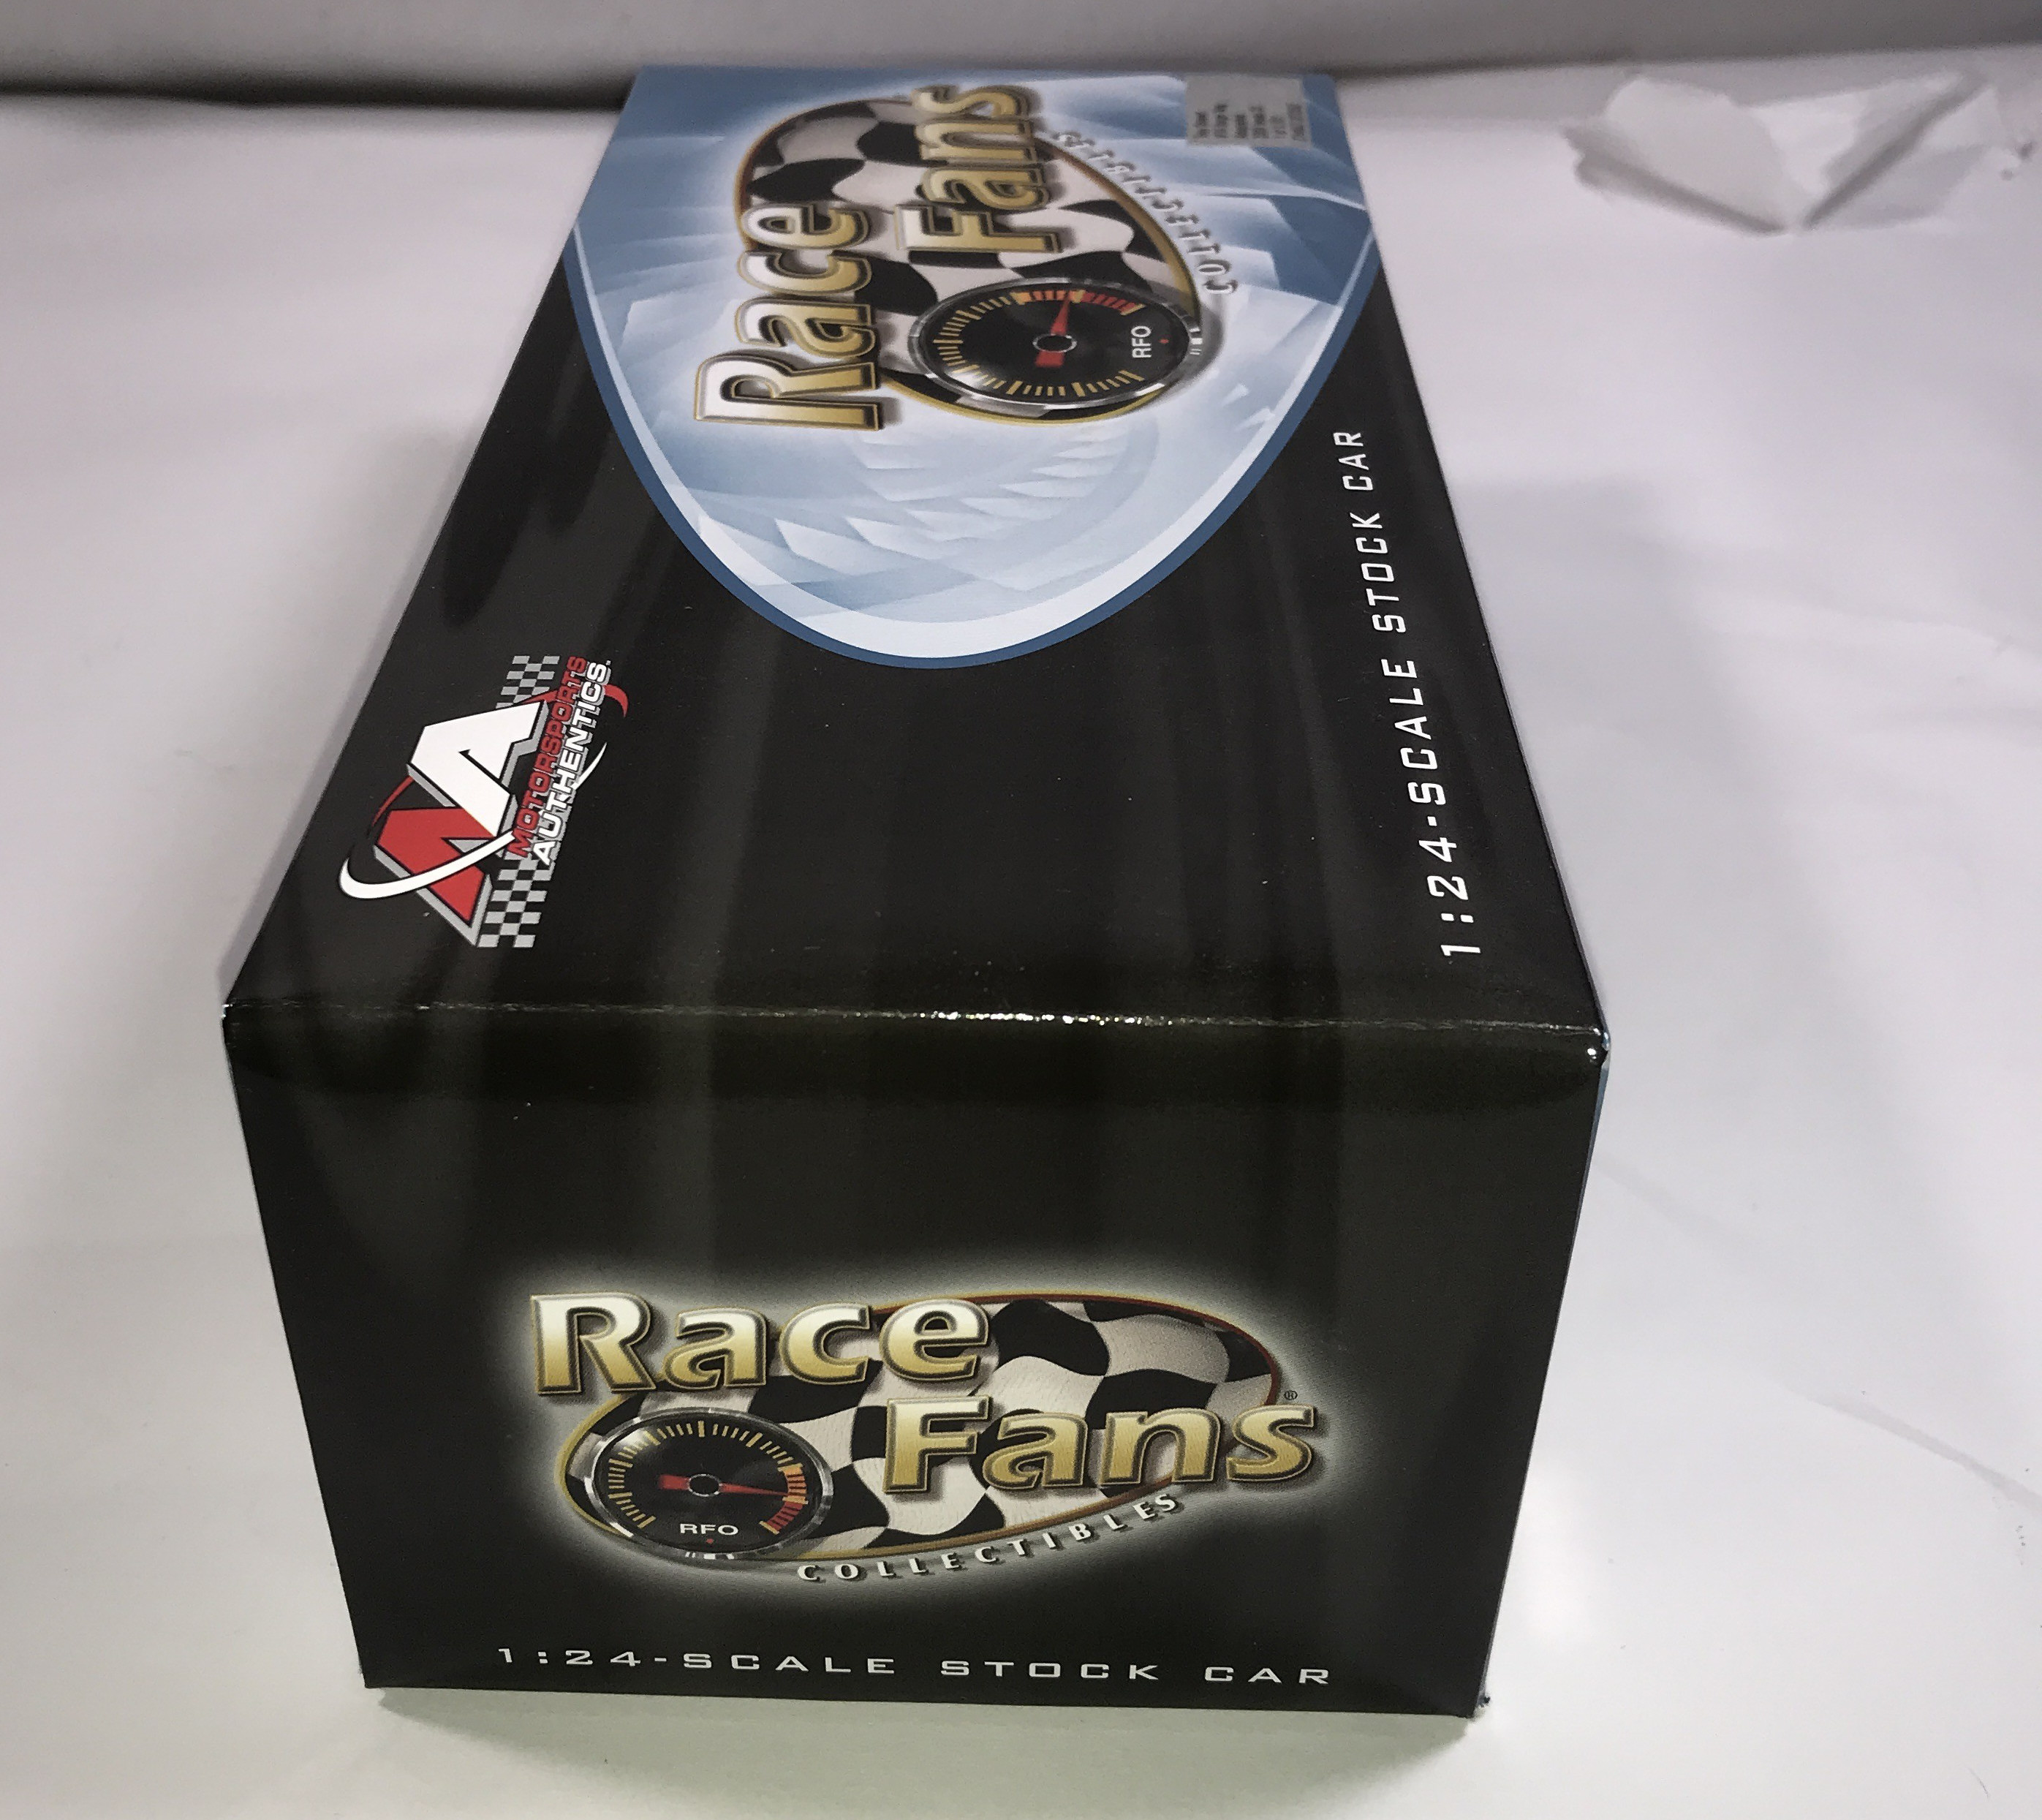 Race
Fans
COLLECTIBLES
RFO
1:24-SCALE STOCK CAR
MA
MOTORSPORTS
AUTHENTICS.
Race
Fans®
RFO
COLLECTIBLES
1:24-SCALE STOCK CAR